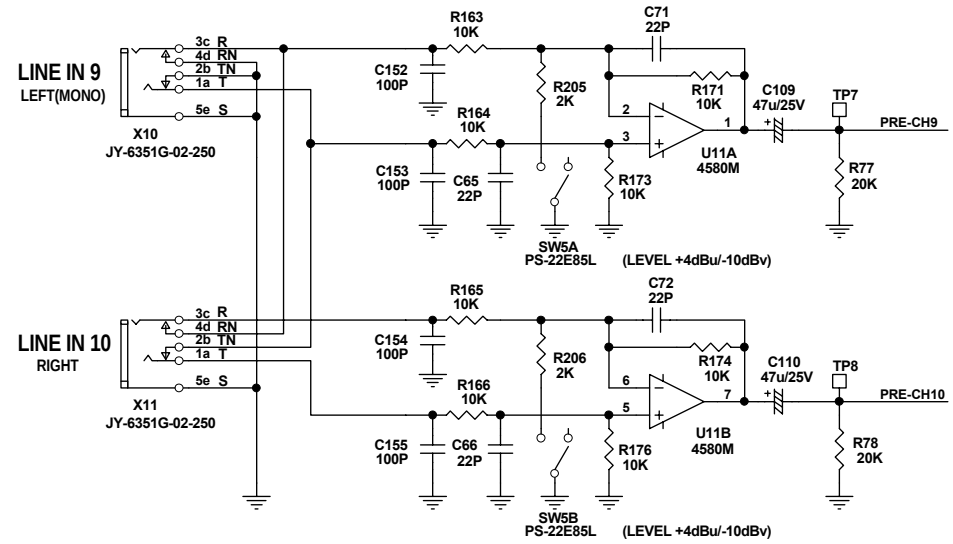 LINE IN 9
LEFT(MONO)
3c R
4d RN
2b TN
1a T
5e S
X10
JY-6351G-02-250
R163
10K
C152
100P
R205
2K
C71
22P
R171
10K
C109
47u/25V
TP7
PRE-CH9
R164
10K
C153
100P
C65
22P
2
3
1
U11A
4580M
R173
10K
R77
20K
SW5A
PS-22E85L
(LEVEL +4dBu/-10dBv)
LINE IN 10
RIGHT
3c R
4d RN
2b TN
1a T
5e S
X11
JY-6351G-02-250
R165
10K
C154
100P
R206
2K
C72
22P
R174
10K
C110
47u/25V
TP8
PRE-CH10
R166
10K
C155
100P
C66
22P
6
5
7
U11B
4580M
R176
10K
R78
20K
SW5B
PS-22E85L
(LEVEL +4dBu/-10dBv)